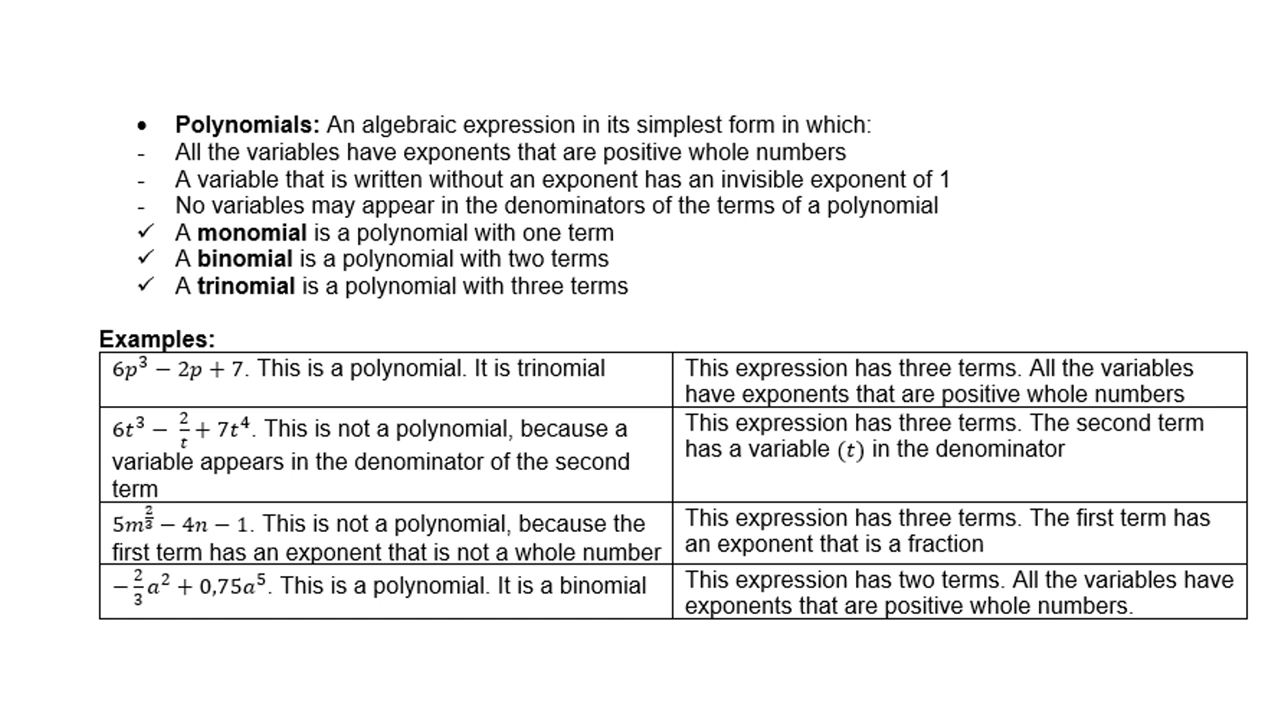 • Polynomials: An algebraic expression in its simplest form in which:
- All the variables have exponents that are positive whole numbers
- A variable that is written without an exponent has an invisible exponent of 1
- No variables may appear in the denominators of the terms of a polynomial
✓ A monomial is a polynomial with one term
✓ A binomial is a polynomial with two terms
✓ A trinomial is a polynomial with three terms
Examples:
6p³ − 2p + 7. This is a polynomial. It is trinomial
This expression has three terms. All the variables
have exponents that are positive whole numbers
6t³ − 2/t + 7t⁴. This is not a polynomial, because a
variable appears in the denominator of the second
term
This expression has three terms. The second term
has a variable (t) in the denominator
5m^(2/3) − 4n − 1. This is not a polynomial, because the
first term has an exponent that is not a whole number
This expression has three terms. The first term has
an exponent that is a fraction
−2/3 a² + 0,75a⁵. This is a polynomial. It is a binomial
This expression has two terms. All the variables have
exponents that are positive whole numbers.